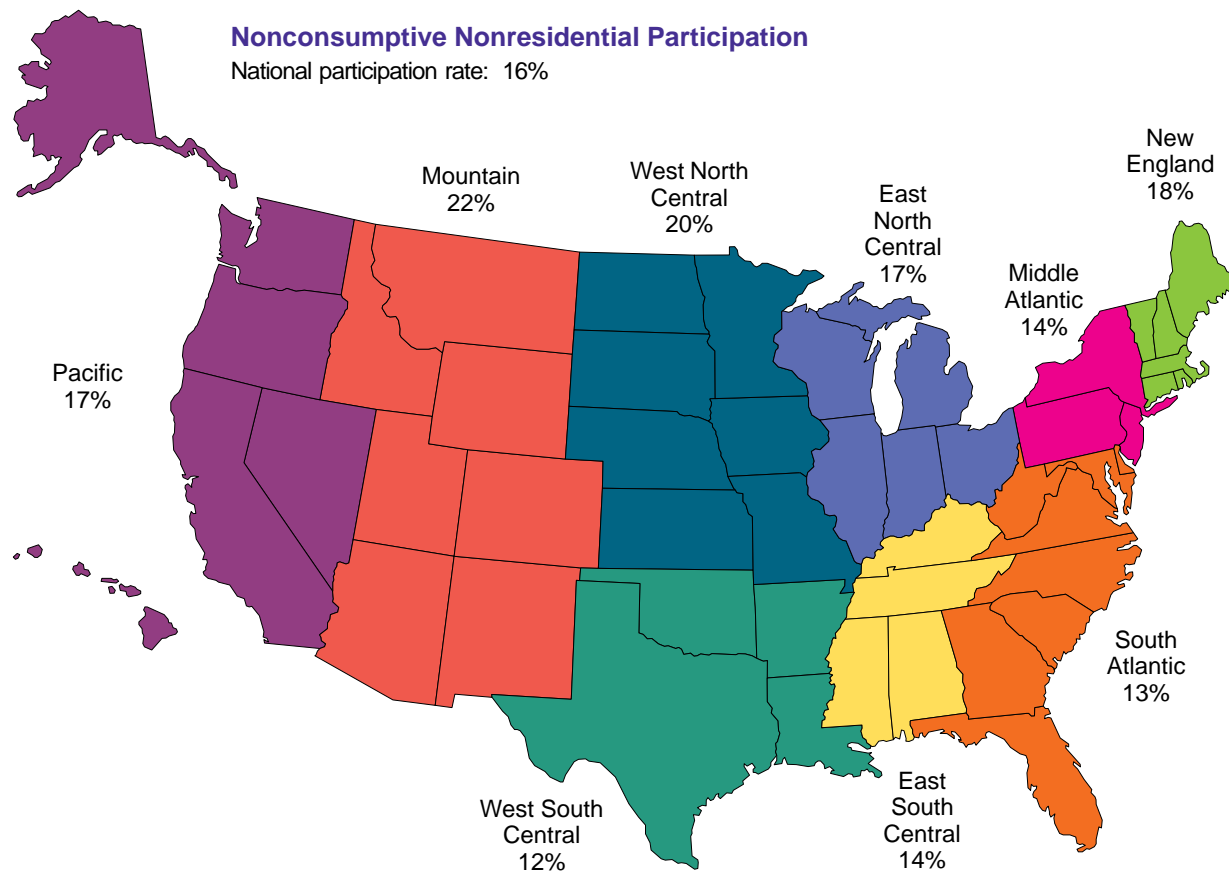 Nonconsumptive Nonresidential Participation
National participation rate: 16%
New
England
18%
Mountain
22%
West North
Central
20%
East
North
Central
17%
Middle
Atlantic
14%
Pacific
17%
South
Atlantic
13%
West South
Central
12%
East
South
Central
14%